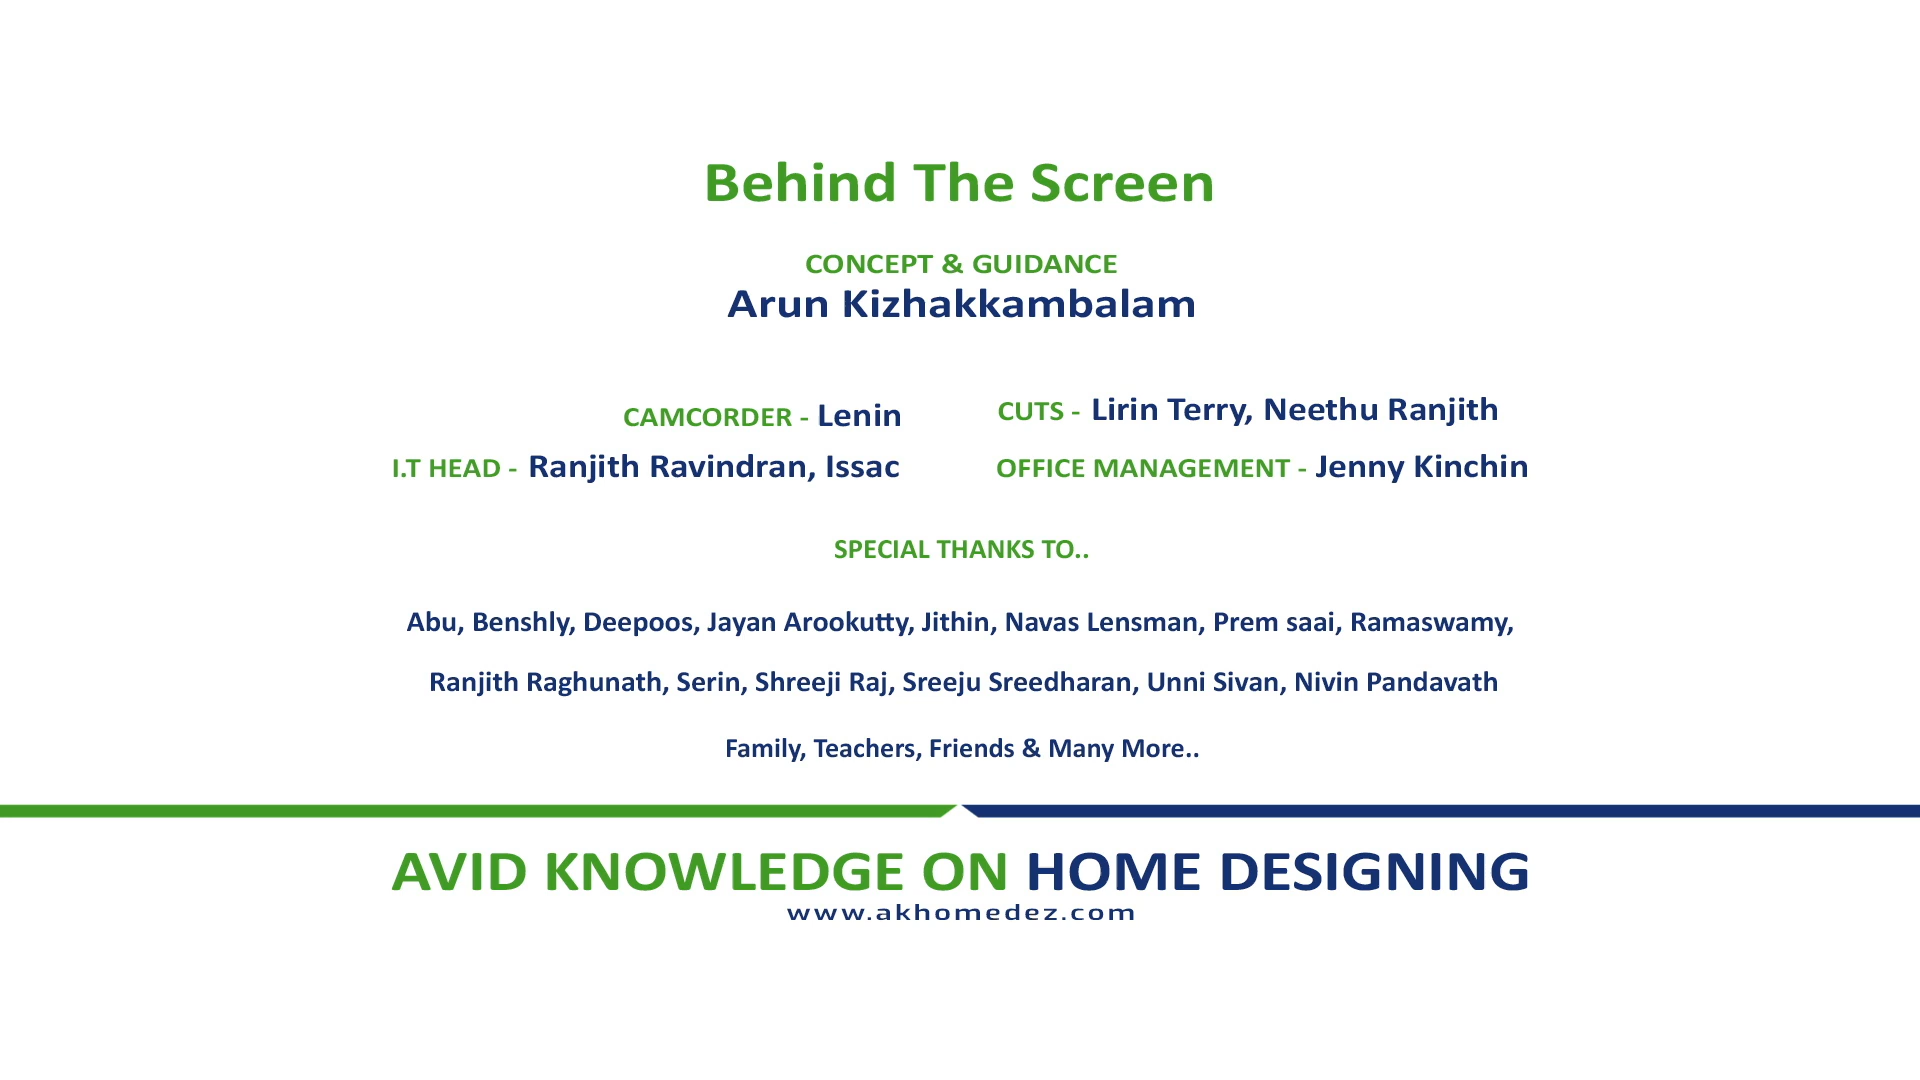 Behind The Screen
CONCEPT & GUIDANCE
Arun Kizhakkambalam
CAMCORDER - Lenin
CUTS - Lirin Terry, Neethu Ranjith
I.T HEAD - Ranjith Ravindran, Issac
OFFICE MANAGEMENT - Jenny Kinchin
SPECIAL THANKS TO..
Abu, Benshly, Deepoos, Jayan Arookutty, Jithin, Navas Lensman, Prem saai, Ramaswamy,
Ranjith Raghunath, Serin, Shreeji Raj, Sreeju Sreedharan, Unni Sivan, Nivin Pandavath
Family, Teachers, Friends & Many More..
AVID KNOWLEDGE ON HOME DESIGNING
www.akhomedez.com